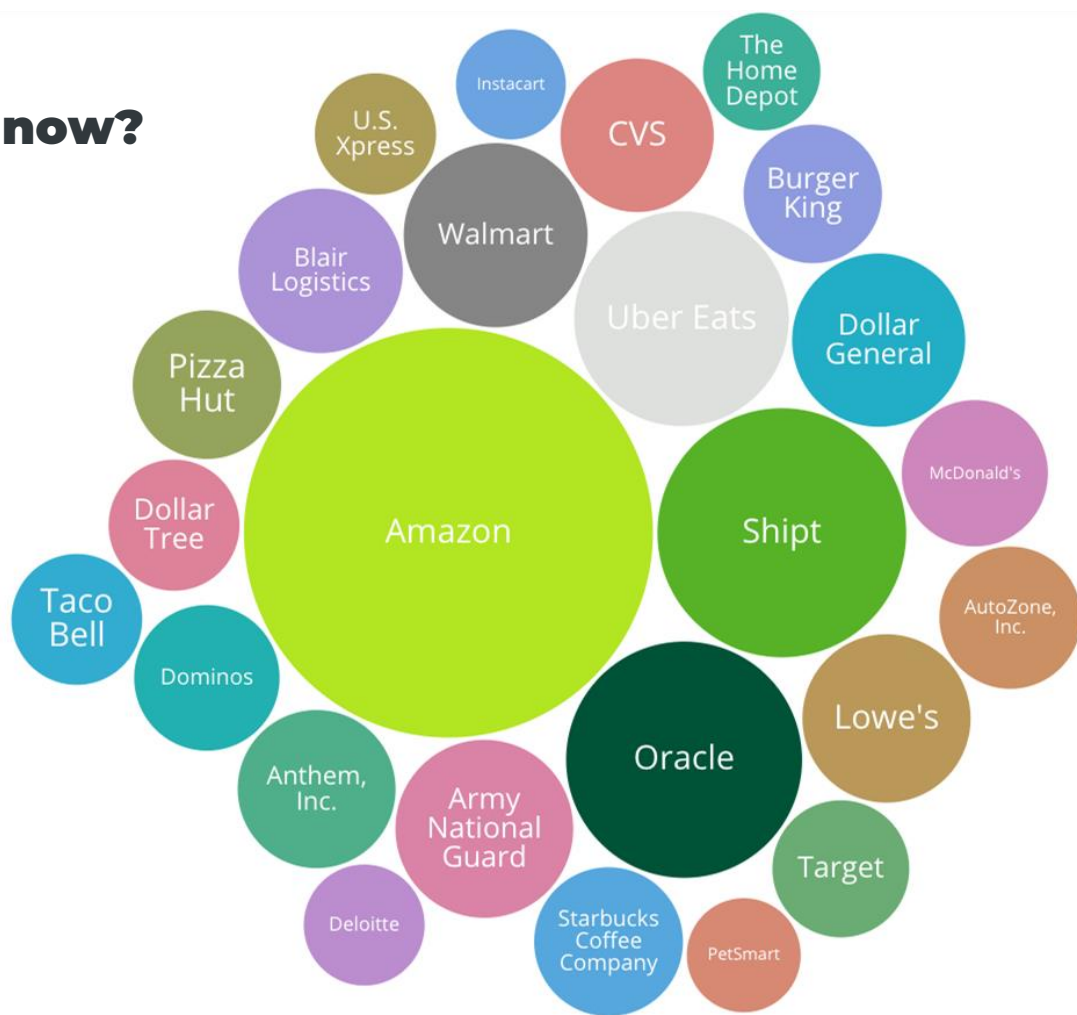 now?
The
Home
Depot
Instacart
U.S.
Xpress
CVS
Burger
King
Walmart
Blair
Logistics
Uber Eats
Dollar
General
Pizza
Hut
McDonald's
Dollar
Tree
Amazon
Shipt
Taco
Bell
AutoZone,
Inc.
Dominos
Lowe's
Oracle
Anthem,
Inc.
Army
National
Guard
Target
Deloitte
Starbucks
Coffee
Company
PetSmart